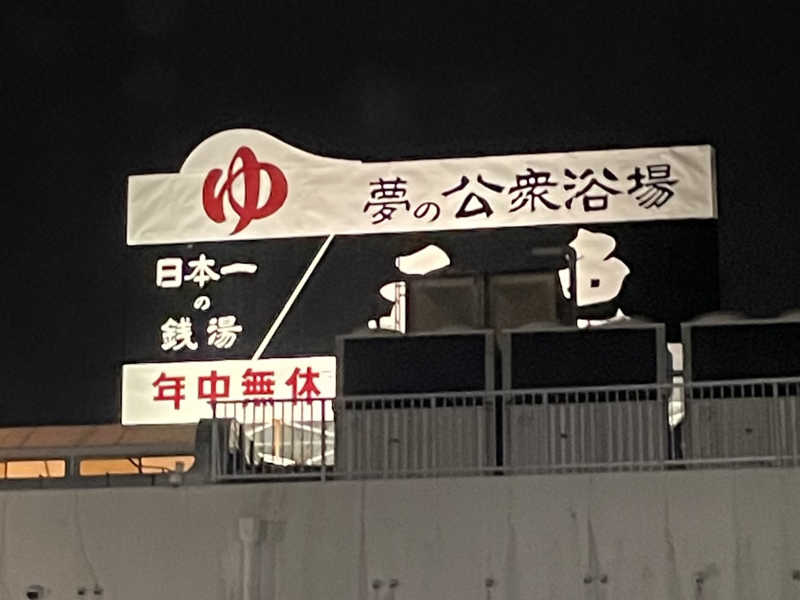 ゆ 夢の公衆浴場
日本一
の
銭湯
年中無休